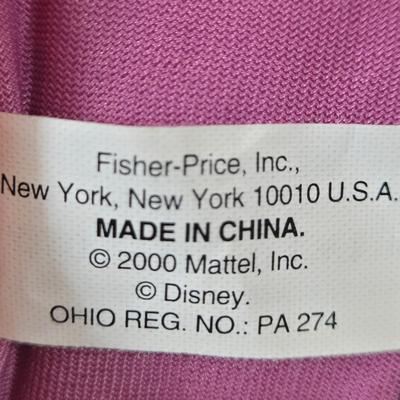 Fisher-Price, Inc.,
New York, New York 10010 U.S.A.
MADE IN CHINA.
© 2000 Mattel, Inc.
© Disney.
OHIO REG. NO.: PA 274